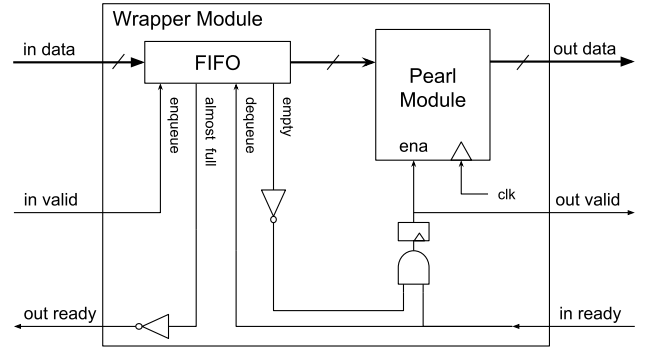 Wrapper Module
in data
FIFO
Pearl
Module
out data
enqueue
almost full
dequeue
empty
ena
clk
in valid
out valid
out ready
in ready